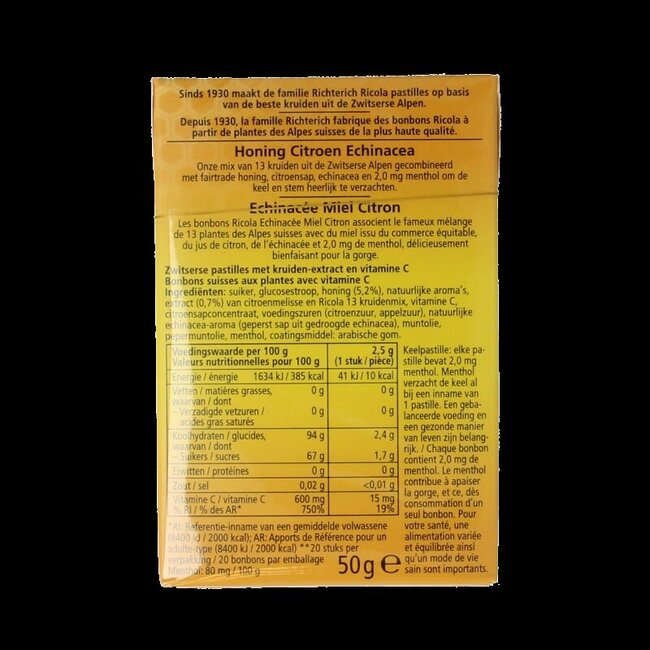 Sinds 1930 maakt de familie Richterich Ricola pastilles op basis
van de beste kruiden uit de Zwitserse Alpen.
Depuis 1930, la famille Richterich fabrique des bonbons Ricola à
partir de plantes des Alpes suisses de la plus haute qualité.
Honing Citroen Echinacea
Onze mix van 13 kruiden uit de Zwitserse Alpen gecombineerd
met fairtrade honing, citroensap, echinacea en 2,0 mg menthol om de
keel en stem heerlijk te verzachten.
Echinacée Miel Citron
Les bonbons Ricola Echinacée Miel Citron associent le fameux mélange
de 13 plantes des Alpes suisses avec du miel issu du commerce équitable,
du jus de citron, de l'échinacée et 2,0 mg de menthol, délicieusement
bienfaisant pour la gorge.
Zwitserse pastilles met kruiden-extract en vitamine C
Bonbons suisses aux plantes avec vitamine C
Ingrediënten: suiker, glucosestroop, honing (5,2%), natuurlijke aroma's,
extract (0,7%) van citroenmelisse en Ricola 13 kruidenmix, vitamine C,
citroensapconcentraat, voedingszuren (citroenzuur, appelzuur), natuurlijke
echinacea-aroma (geperst sap uit gedroogde echinacea), muntolie,
pepermuntolie, menthol, coatingsmiddel: arabische gom.
Voedingswaarde per 100 g 2,5 g
Valeurs nutritionnelles pour 100 g (1 stuk / pièce)
Energie / énergie 1634 kJ / 385 kcal 41 kJ / 10 kcal
Vetten / matières grasses, 0 g 0 g
waarvan / dont
– Verzadigde vetzuren / 0 g 0 g
acides gras saturés
Koolhydraten / glucides, 94 g 2,4 g
waarvan / dont
– Suikers / sucres 67 g 1,7 g
Eiwitten / protéines 0 g 0 g
Zout / sel 0,02 g <0,01 g
Vitamine C / vitamine C 600 mg 15 mg
% RI / % des AR* 750% 19%
*RI: Referentie-inname van een gemiddelde volwassene
(8400 kJ / 2000 kcal); AR: Apports de Référence pour un
adulte-type (8400 kJ / 2000 kcal) **20 stuks per
verpakking / 20 bonbons par emballage
Menthol: 80 mg / 100 g
50 g e
Keelpastille: elke pa-
stille bevat 2,0 mg
menthol. Menthol
verzacht de keel al
bij een inname van
1 pastille. Een geba-
lanceerde voeding en
een gezonde manier
van leven zijn belang-
rijk. / Chaque bonbon
contient 2,0 mg de
menthol. Le menthol
contribue à apaiser
la gorge, et ce, dès
consommation d'un
seul bonbon. Pour
votre santé, une
alimentation variée
et équilibrée ainsi
qu'un mode de vie
sain sont importants.